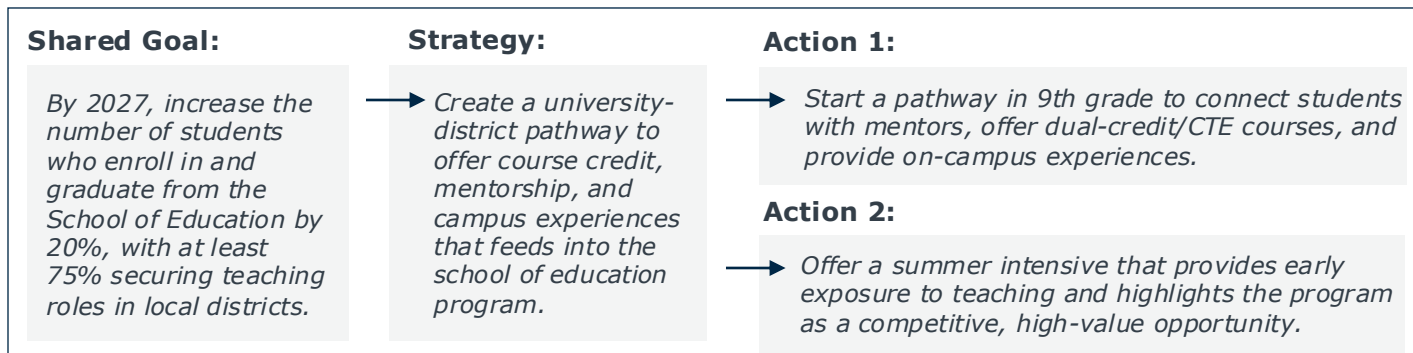 Shared Goal:
By 2027, increase the
number of students
who enroll in and
graduate from the
School of Education by
20%, with at least
75% securing teaching
roles in local districts.
Strategy:
Create a university-
district pathway to
offer course credit,
mentorship, and
campus experiences
that feeds into the
school of education
program.
Action 1:
Start a pathway in 9th grade to connect students
with mentors, offer dual-credit/CTE courses, and
provide on-campus experiences.
Action 2:
Offer a summer intensive that provides early
exposure to teaching and highlights the program
as a competitive, high-value opportunity.